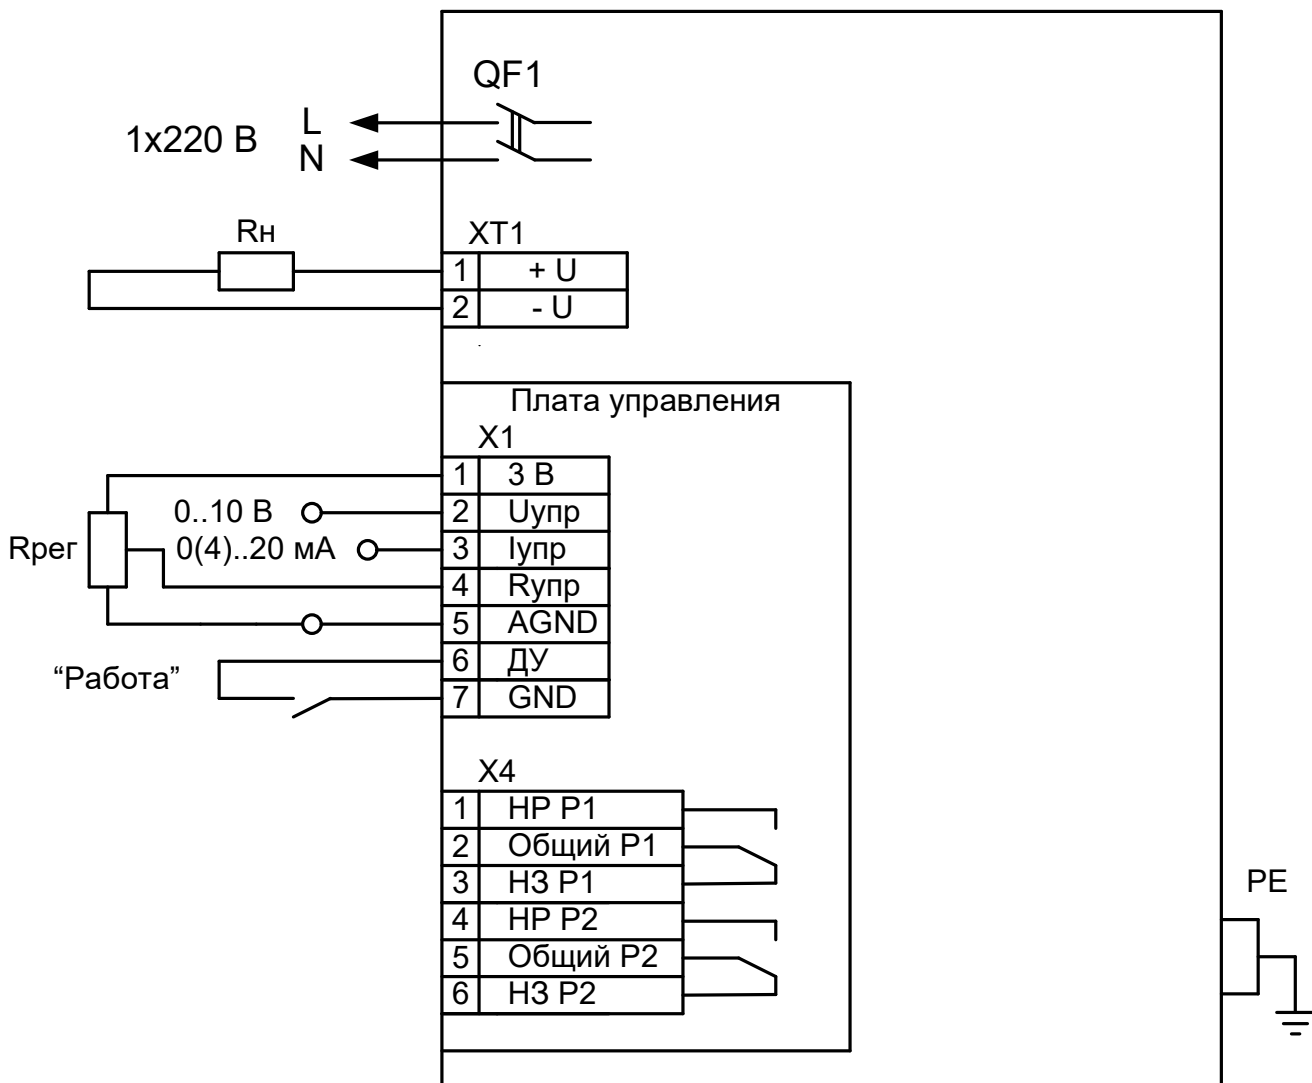 QF1
1x220 В
L
N
Rн
XT1
1 + U
2 - U
Плата управления
X1
1 3 В
0..10 В 2 Uупр
Rрег 0(4)..20 мА 3 Iупр
4 Rупр
5 AGND
“Работа” 6 ДУ
7 GND
X4
1 НР Р1
2 Общий Р1
3 НЗ Р1
4 НР Р2
5 Общий Р2
6 НЗ Р2
PE